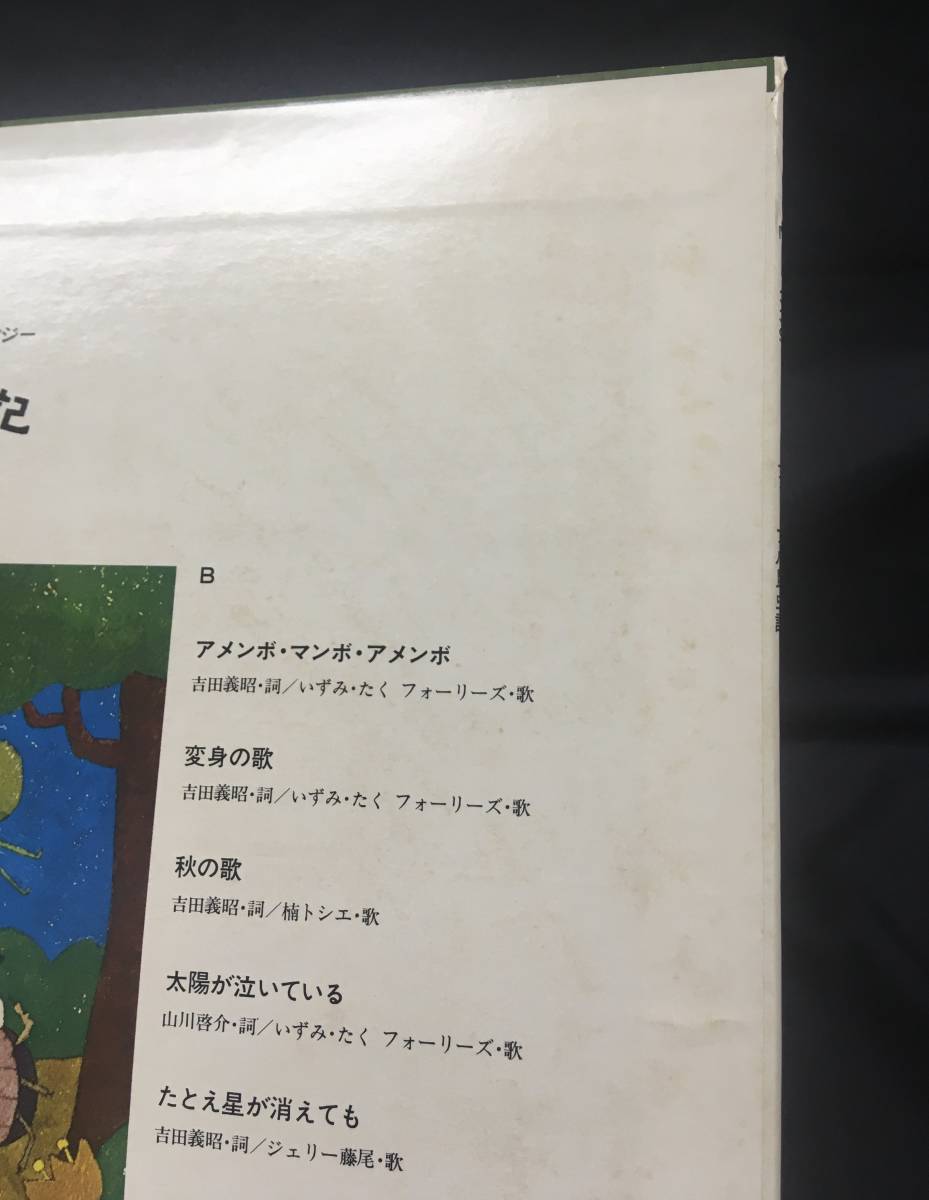 ジー
記
B
アメンボ・マンボ・アメンボ
吉田義昭・詞／いずみ・たく フォーリーズ・歌
変身の歌
吉田義昭・詞／いずみ・たく フォーリーズ・歌
秋の歌
吉田義昭・詞／楠トシエ・歌
太陽が泣いている
山川啓介・詞／いずみ・たく フォーリーズ・歌
たとえ星が消えても
吉田義昭・詞／ジェリー藤尾・歌